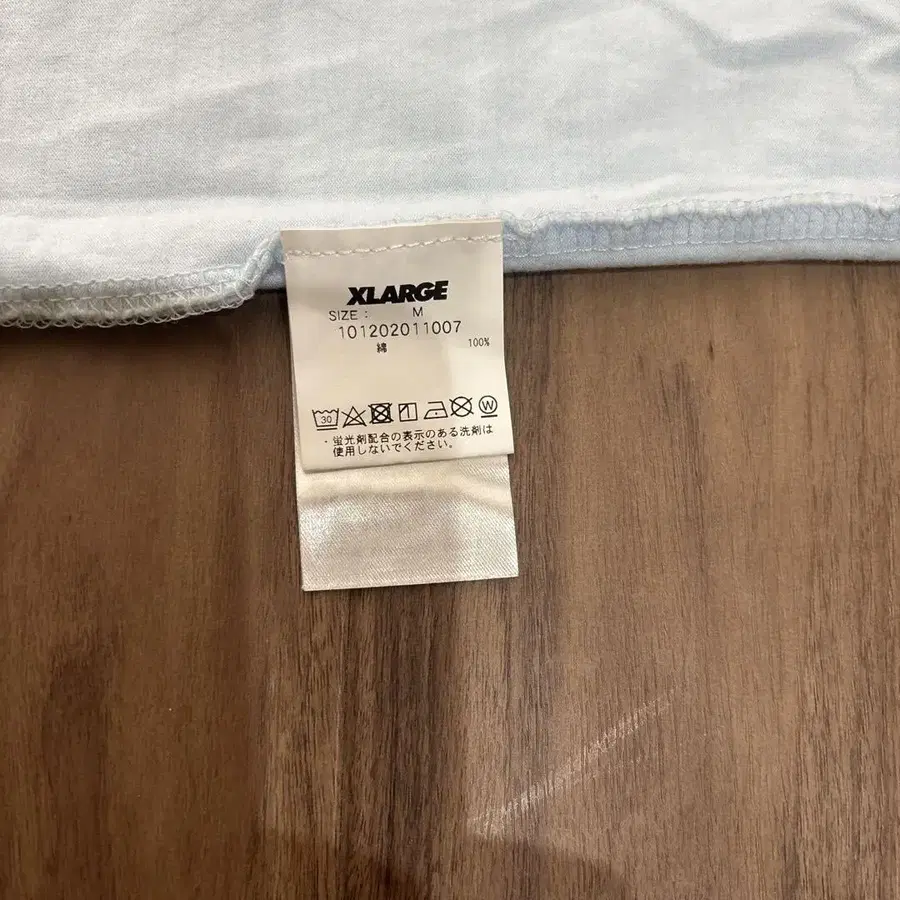 XLARGE
SIZE : M
101202011007
綿 100%
30 W
・蛍光剤配合の表示のある洗剤は
使用しないでください。